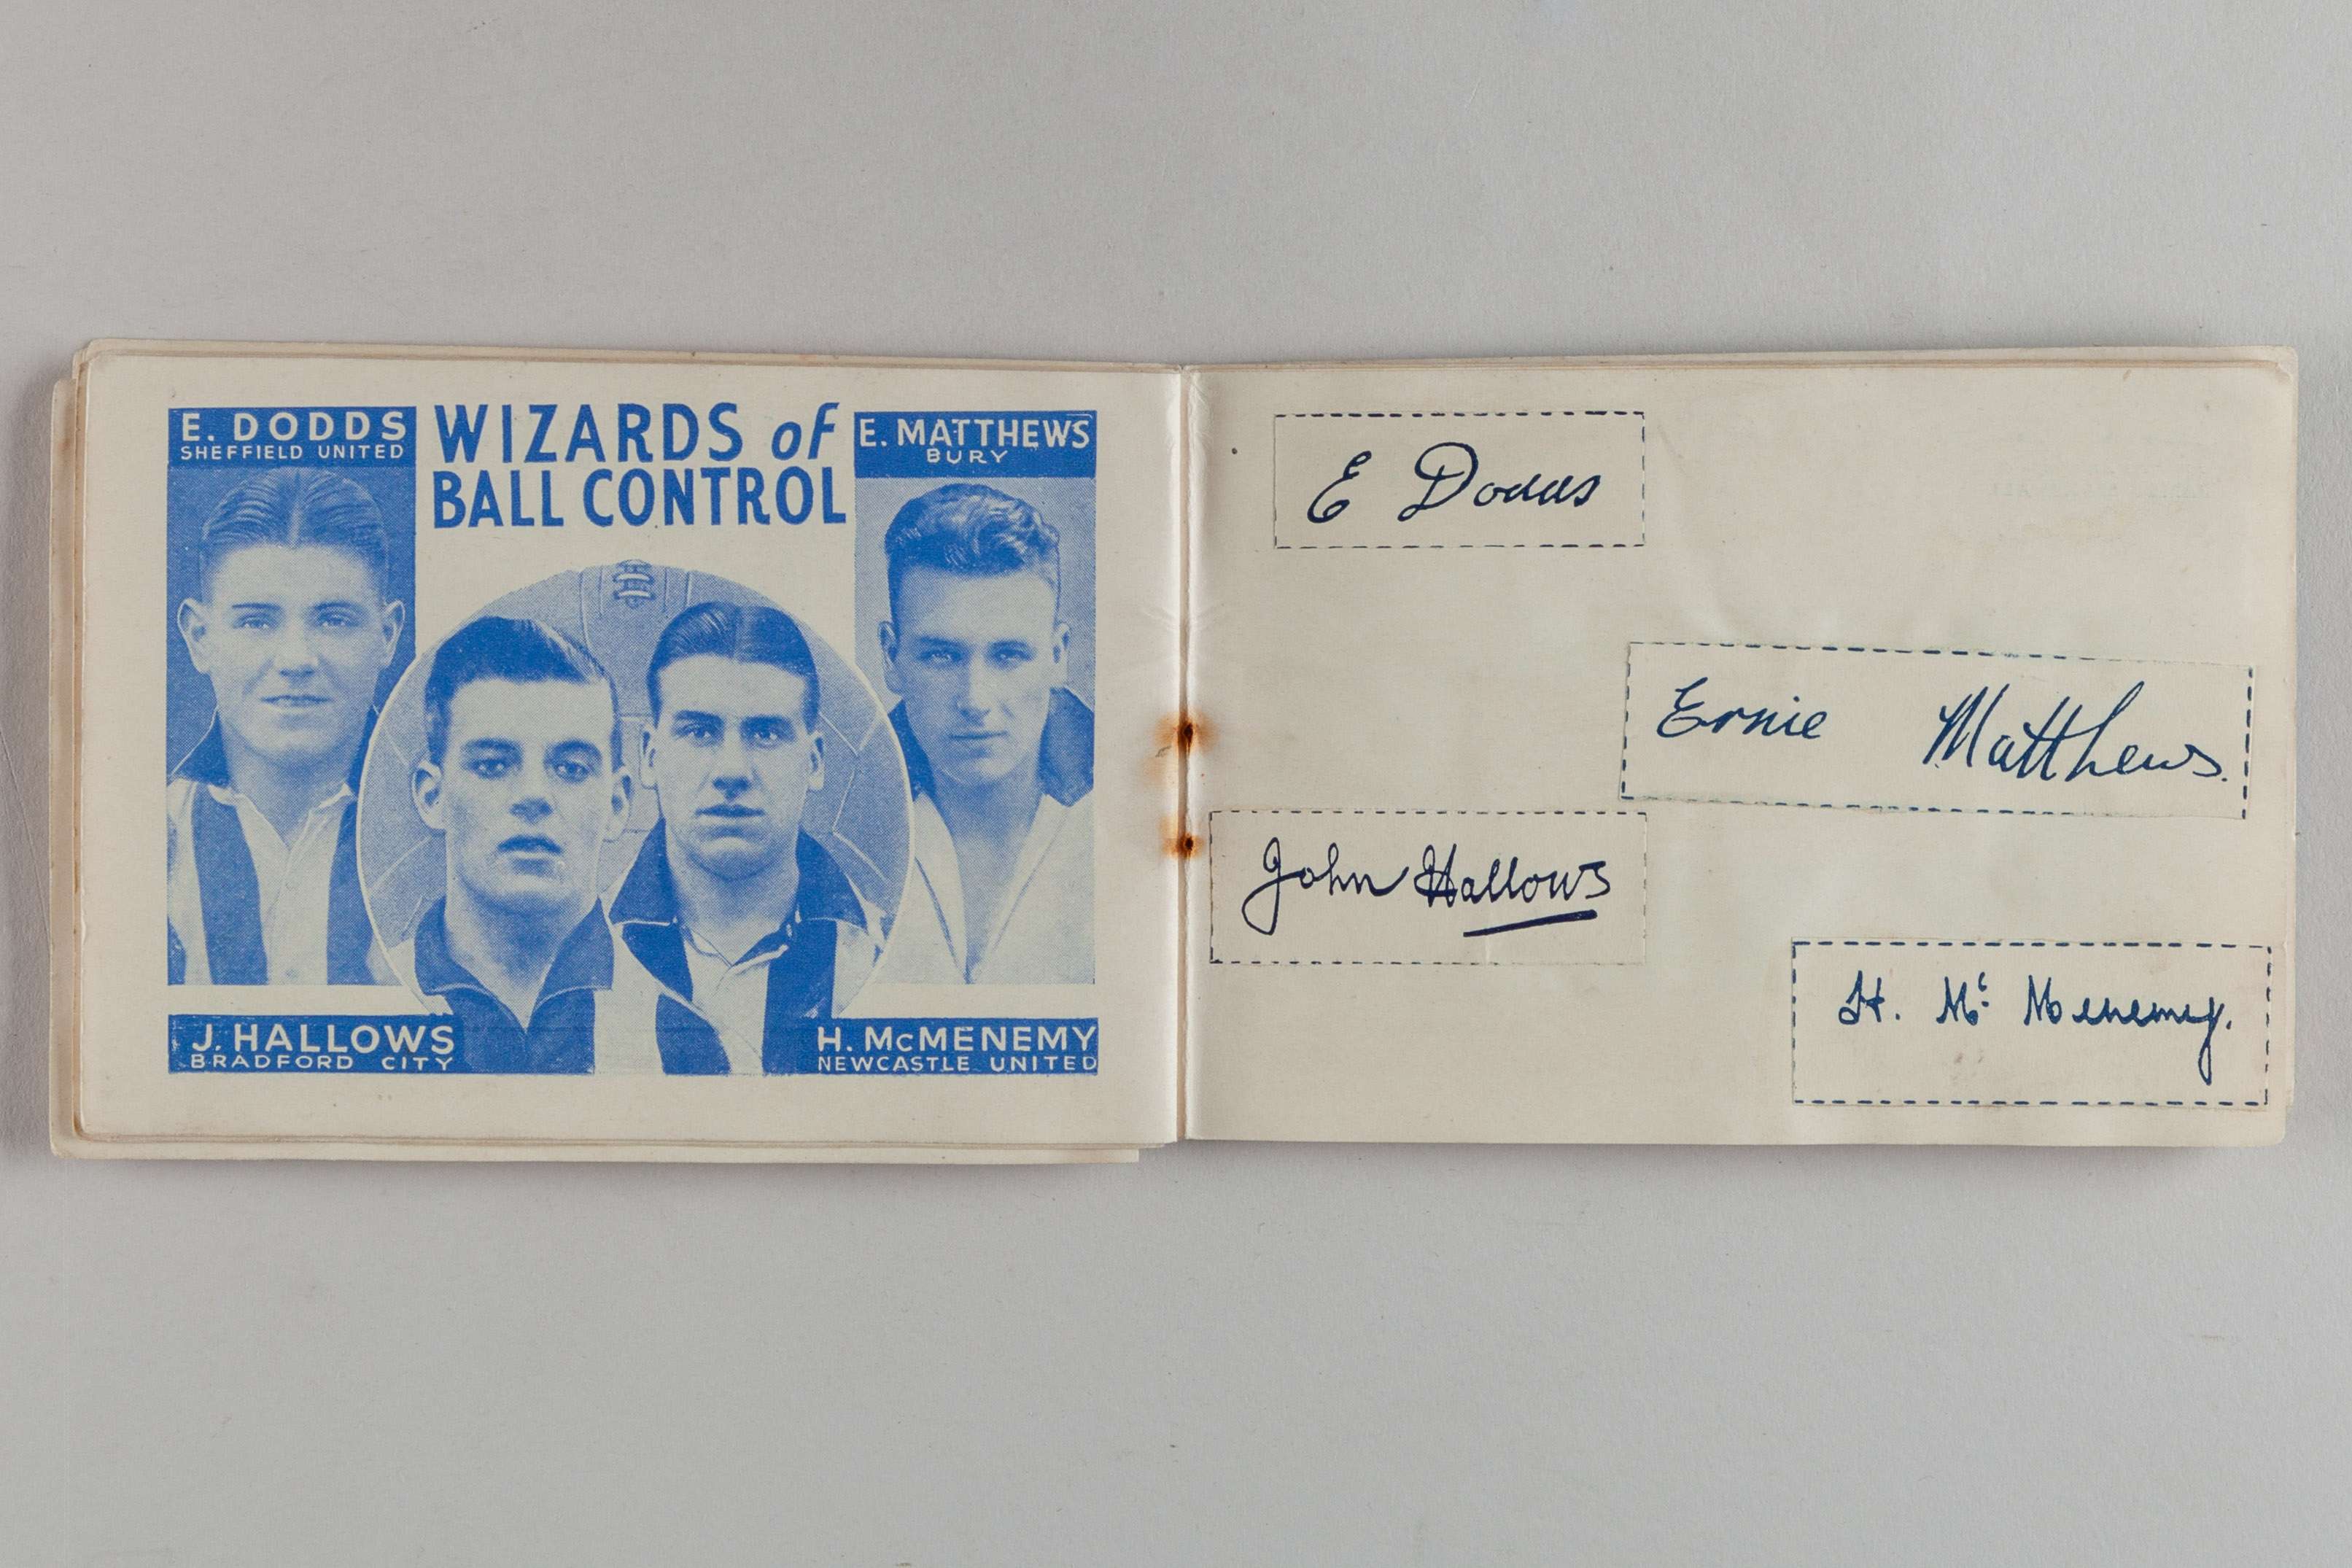 E. DODDS
SHEFFIELD UNITED
WIZARDS of
BALL CONTROL
E. MATTHEWS
BURY
J. HALLOWS
BRADFORD CITY
H. McMENEMY
NEWCASTLE UNITED
E Dodds
Ernie Matthews.
John Hallows
H. Mc Menemy.